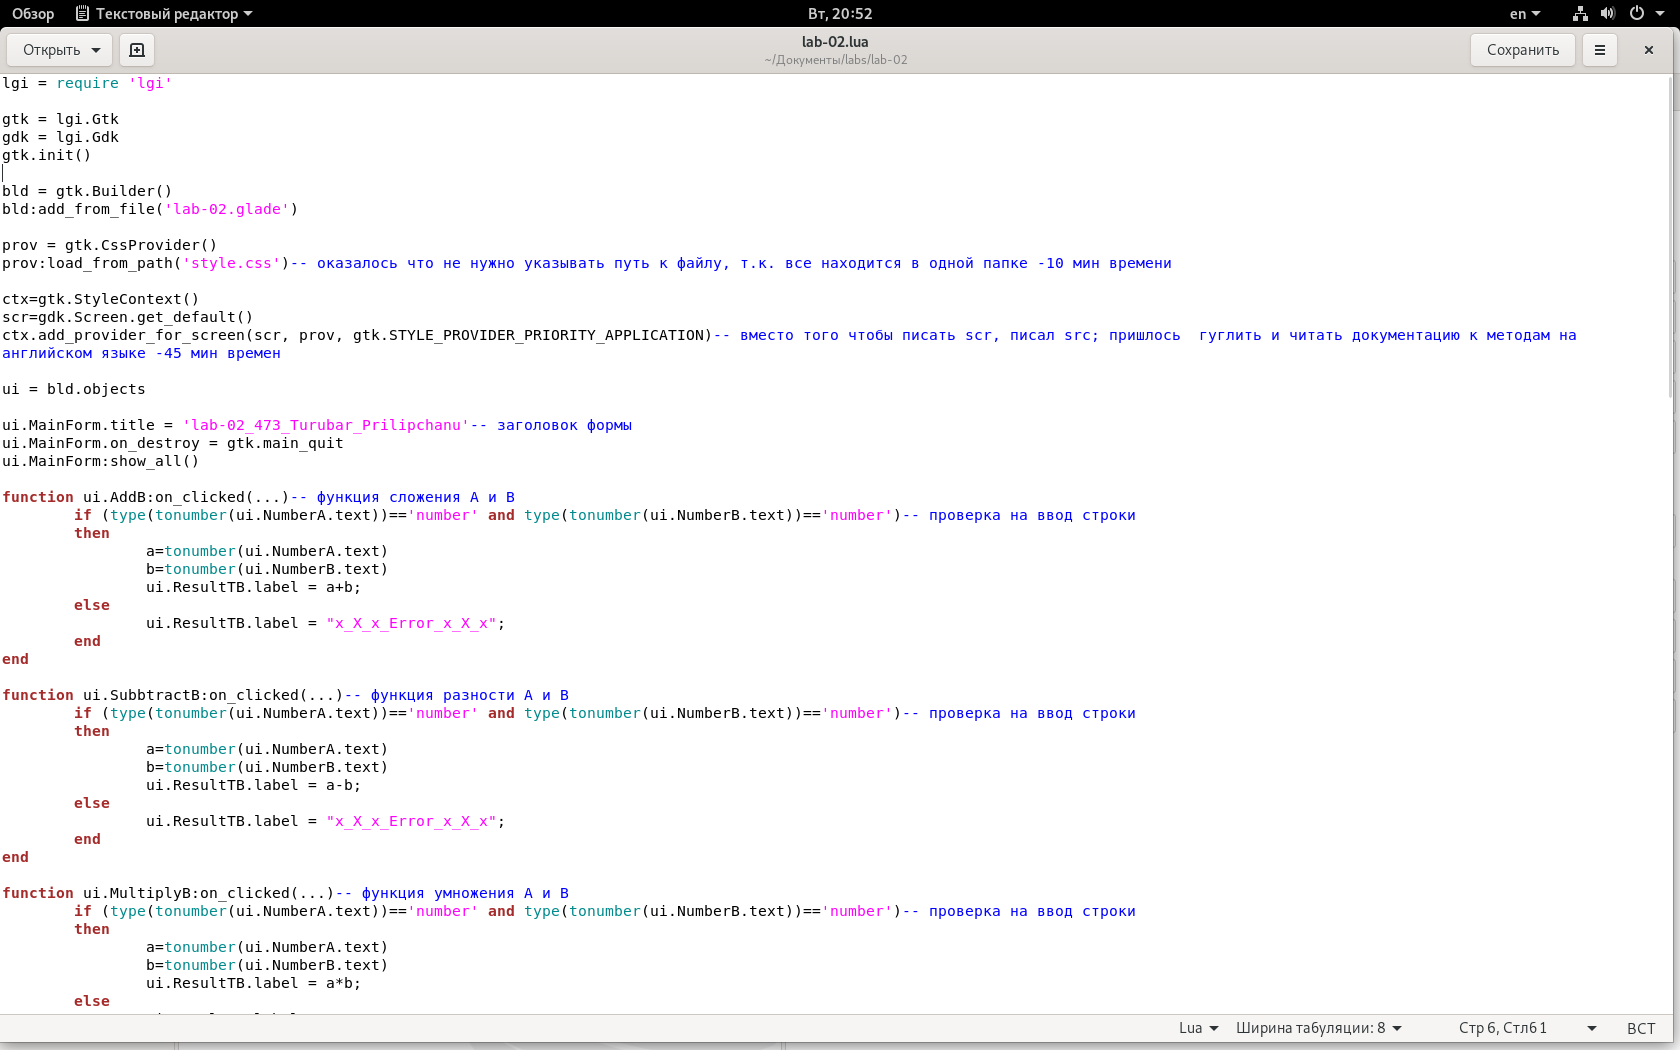 Обзор Текстовый редактор Вт, 20:52 en
Открыть lab-02.lua Сохранить
~/Документы/labs/lab-02
lgi = require 'lgi'
gtk = lgi.Gtk
gdk = lgi.Gdk
gtk.init()
bld = gtk.Builder()
bld:add_from_file('lab-02.glade')
prov = gtk.CssProvider()
prov:load_from_path('style.css')-- оказалось что не нужно указывать путь к файлу, т.к. все находится в одной папке -10 мин времени
ctx=gtk.StyleContext()
scr=gdk.Screen.get_default()
ctx.add_provider_for_screen(scr, prov, gtk.STYLE_PROVIDER_PRIORITY_APPLICATION)-- вместо того чтобы писать scr, писал src; пришлось  гуглить и читать документацию к методам на
английском языке -45 мин времен
ui = bld.objects
ui.MainForm.title = 'lab-02_473_Turubar_Prilipchanu'-- заголовок формы
ui.MainForm.on_destroy = gtk.main_quit
ui.MainForm:show_all()
function ui.AddB:on_clicked(...)-- функция сложения А и В
if (type(tonumber(ui.NumberA.text))=='number' and type(tonumber(ui.NumberB.text))=='number')-- проверка на ввод строки
then
a=tonumber(ui.NumberA.text)
b=tonumber(ui.NumberB.text)
ui.ResultTB.label = a+b;
else
ui.ResultTB.label = "x_X_x_Error_x_X_x";
end
end
function ui.SubbtractB:on_clicked(...)-- функция разности А и В
if (type(tonumber(ui.NumberA.text))=='number' and type(tonumber(ui.NumberB.text))=='number')-- проверка на ввод строки
then
a=tonumber(ui.NumberA.text)
b=tonumber(ui.NumberB.text)
ui.ResultTB.label = a-b;
else
ui.ResultTB.label = "x_X_x_Error_x_X_x";
end
end
function ui.MultiplyB:on_clicked(...)-- функция умножения А и В
if (type(tonumber(ui.NumberA.text))=='number' and type(tonumber(ui.NumberB.text))=='number')-- проверка на ввод строки
then
a=tonumber(ui.NumberA.text)
b=tonumber(ui.NumberB.text)
ui.ResultTB.label = a*b;
else
Lua Ширина табуляции: 8 Стр 6, Стлб 1 ВСТ